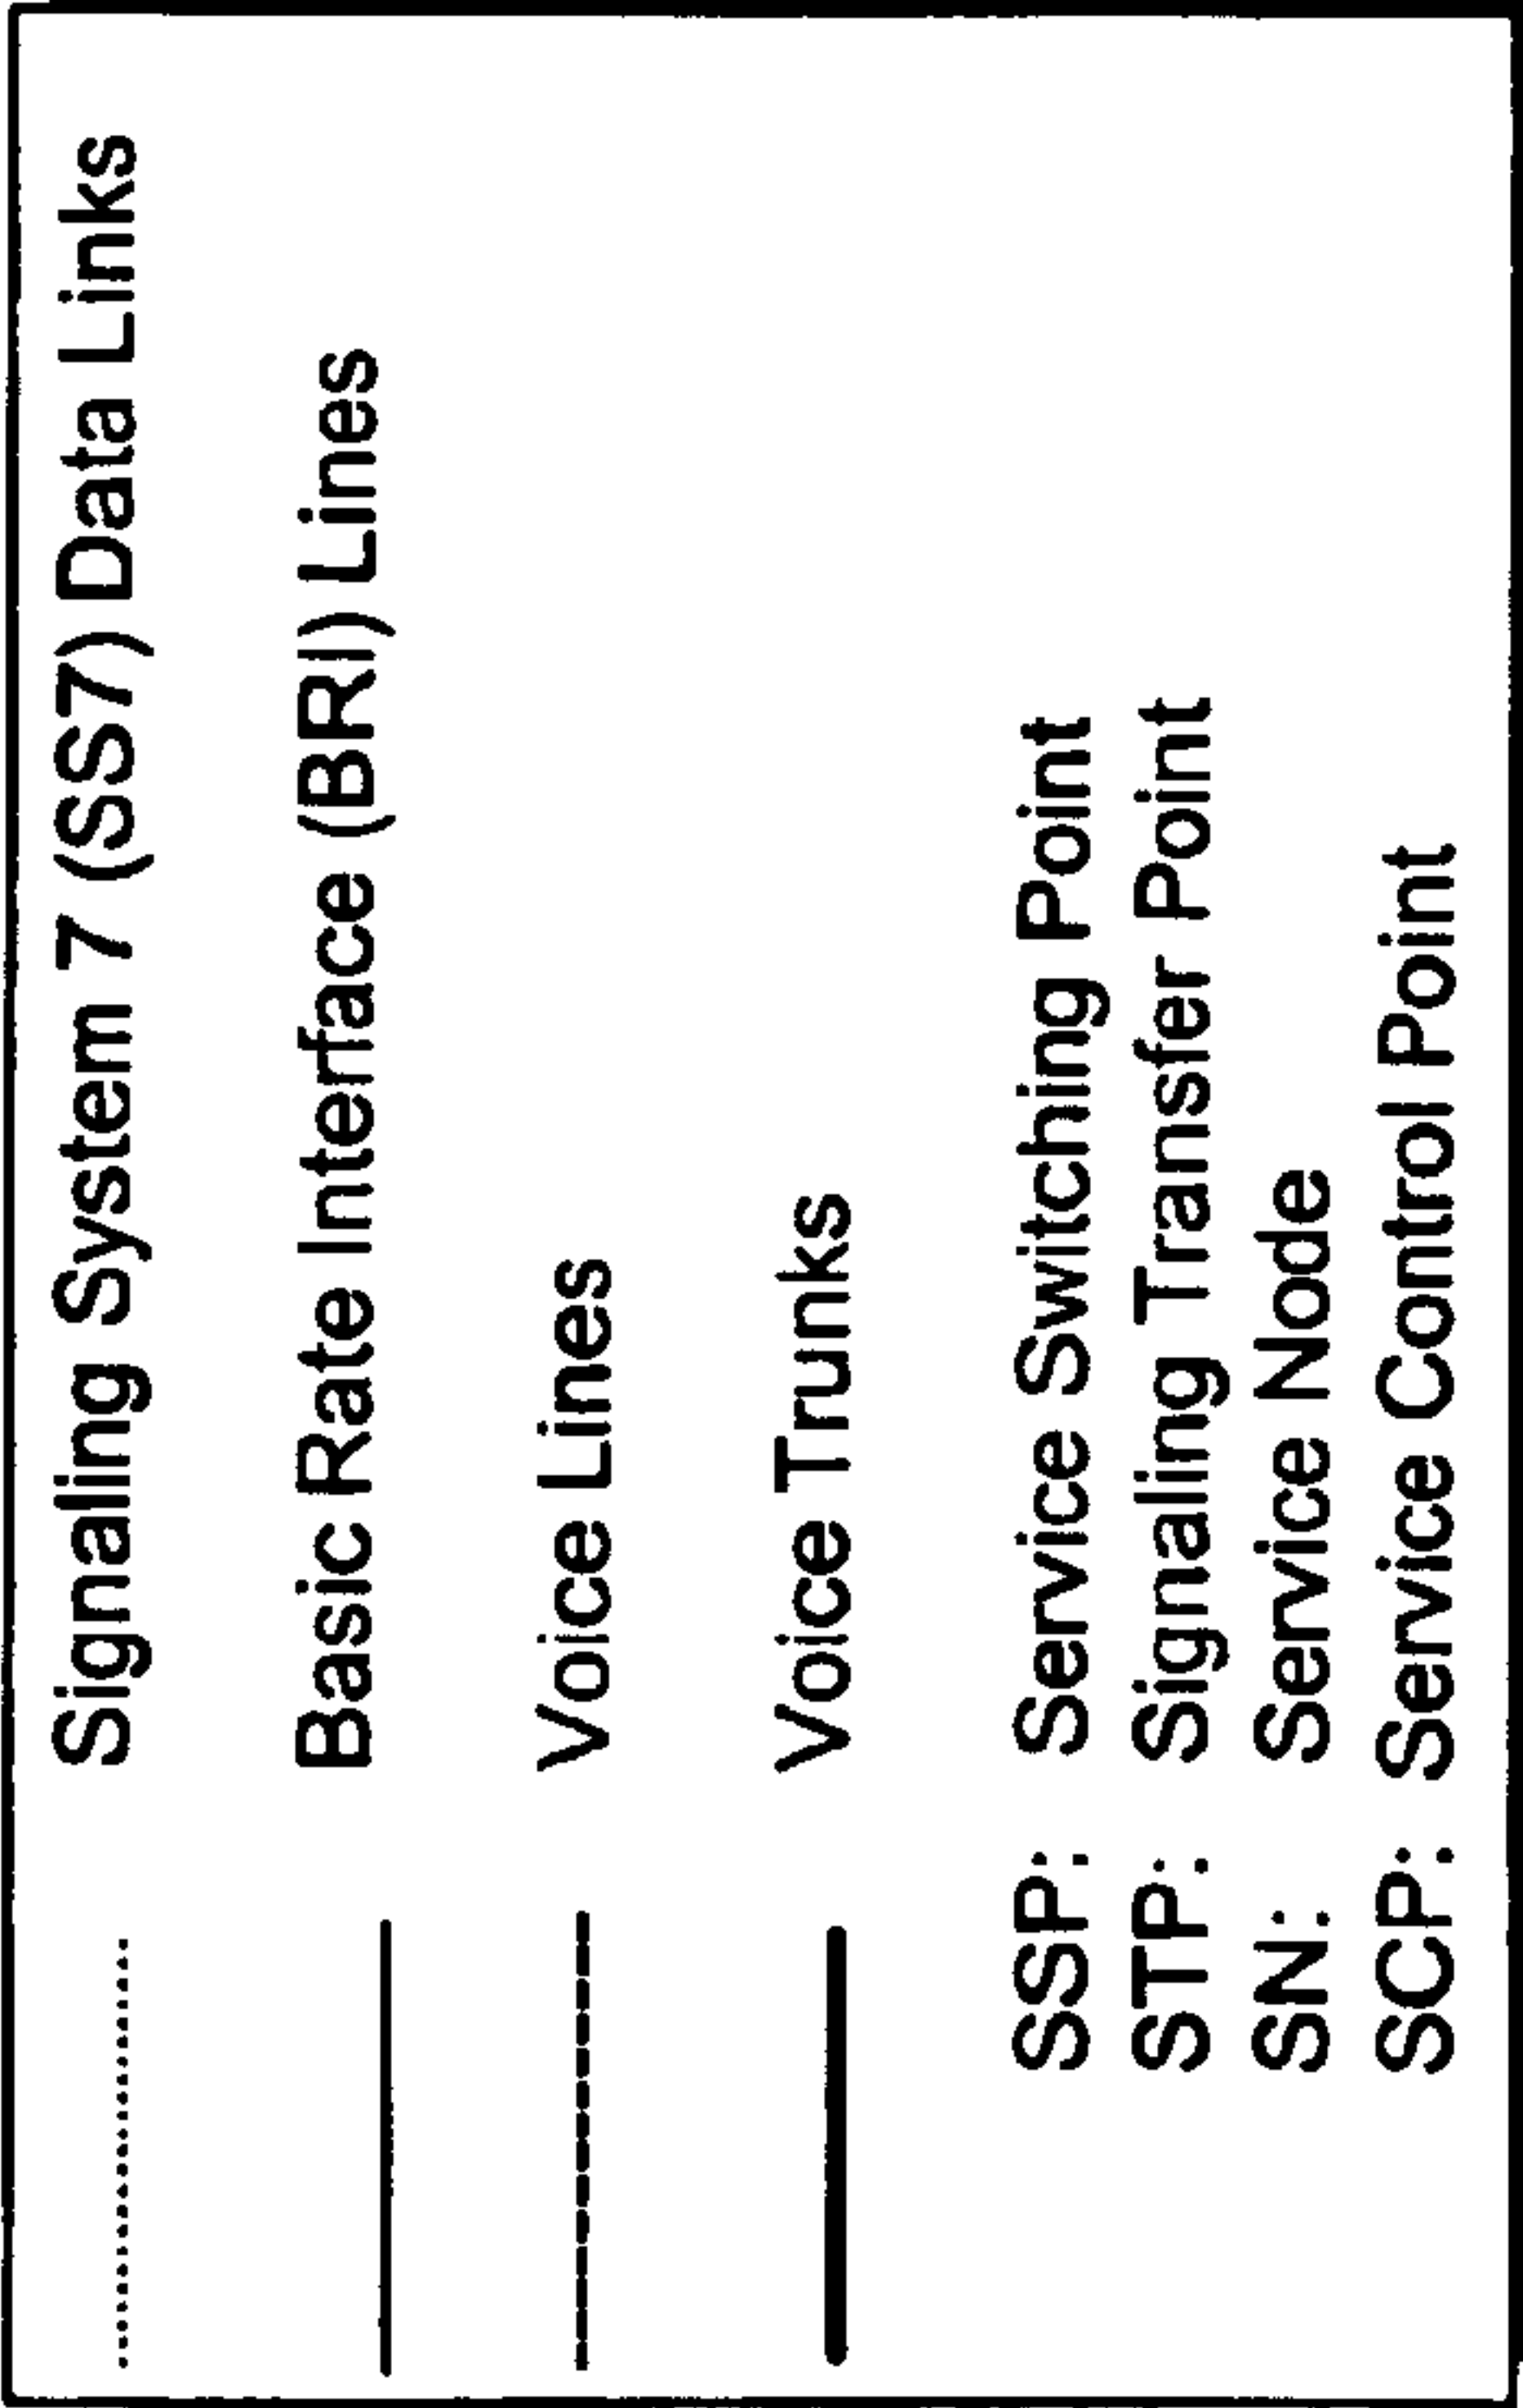 Signaling System 7 (SS7) Data Links
Basic Rate Interface (BRI) Lines
Voice Lines
Voice Trunks
SSP: Service Switching Point
STP: Signaling Transfer Point
SN: Service Node
SCP: Service Control Point